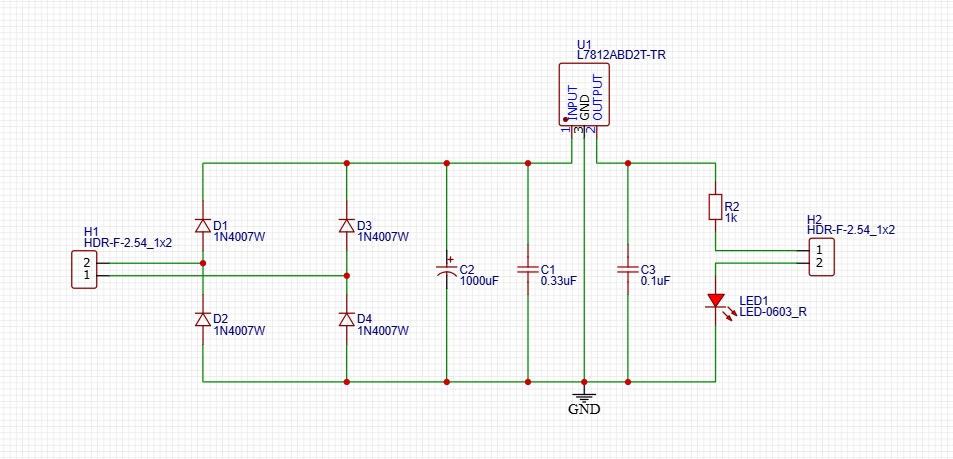 U1
L7812ABD2T-TR
INPUT
GND
OUTPUT
1
3
2
H1
HDR-F-2.54_1x2
2
1
D1
1N4007W
D3
1N4007W
R2
1k
H2
HDR-F-2.54_1x2
1
2
+
C2
1000uF
C1
0.33uF
C3
0.1uF
D2
1N4007W
D4
1N4007W
LED1
LED-0603_R
GND